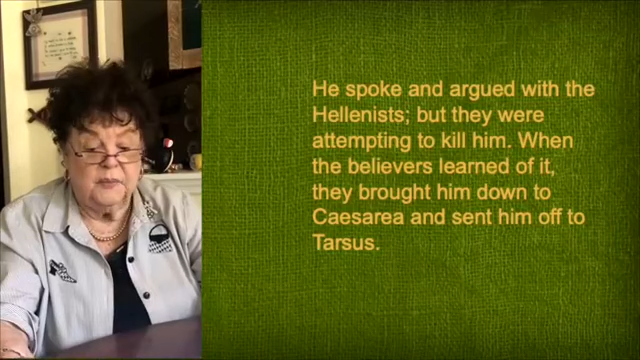 He spoke and argued with the
Hellenists; but they were
attempting to kill him. When
the believers learned of it,
they brought him down to
Caesarea and sent him off to
Tarsus.